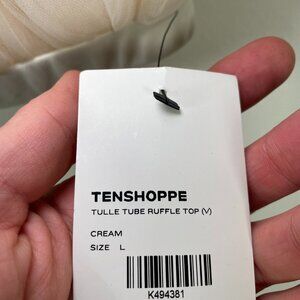 TENSHOPPE
TULLE TUBE RUFFLE TOP (V)
CREAM
SIZE L
K494381